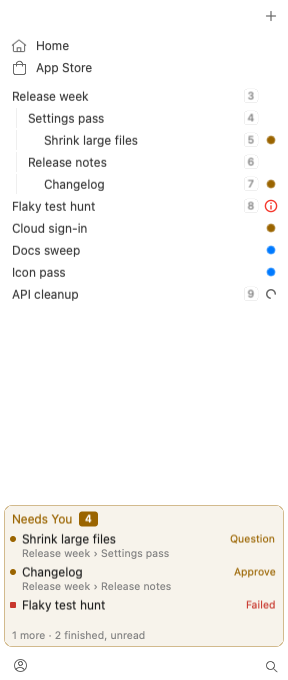 Home
App Store
Release week 3
Settings pass 4
Shrink large files 5
Release notes 6
Changelog 7
Flaky test hunt 8
Cloud sign-in
Docs sweep
Icon pass
API cleanup 9
Needs You 4
Shrink large files Question
Release week › Settings pass
Changelog Approve
Release week › Release notes
Flaky test hunt Failed
1 more · 2 finished, unread